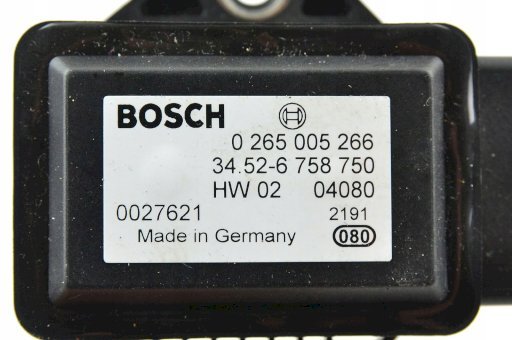 BOSCH
0 265 005 266
34.52-6 758 750
HW 02 04080
0027621 2191
Made in Germany 080